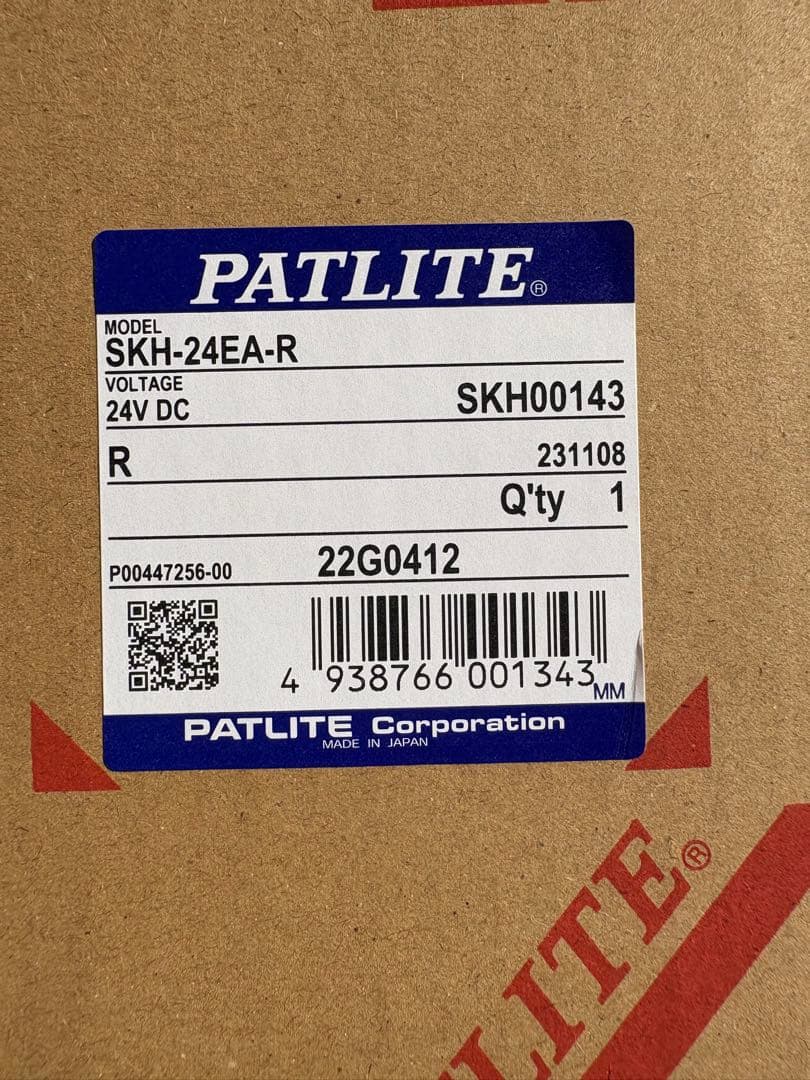 PATLITE®
MODEL
SKH-24EA-R
VOLTAGE
24V DC SKH00143
R 231108
Q'ty 1
P00447256-00 22G0412
4 938766 001343 MM
PATLITE Corporation
MADE IN JAPAN
LITE®